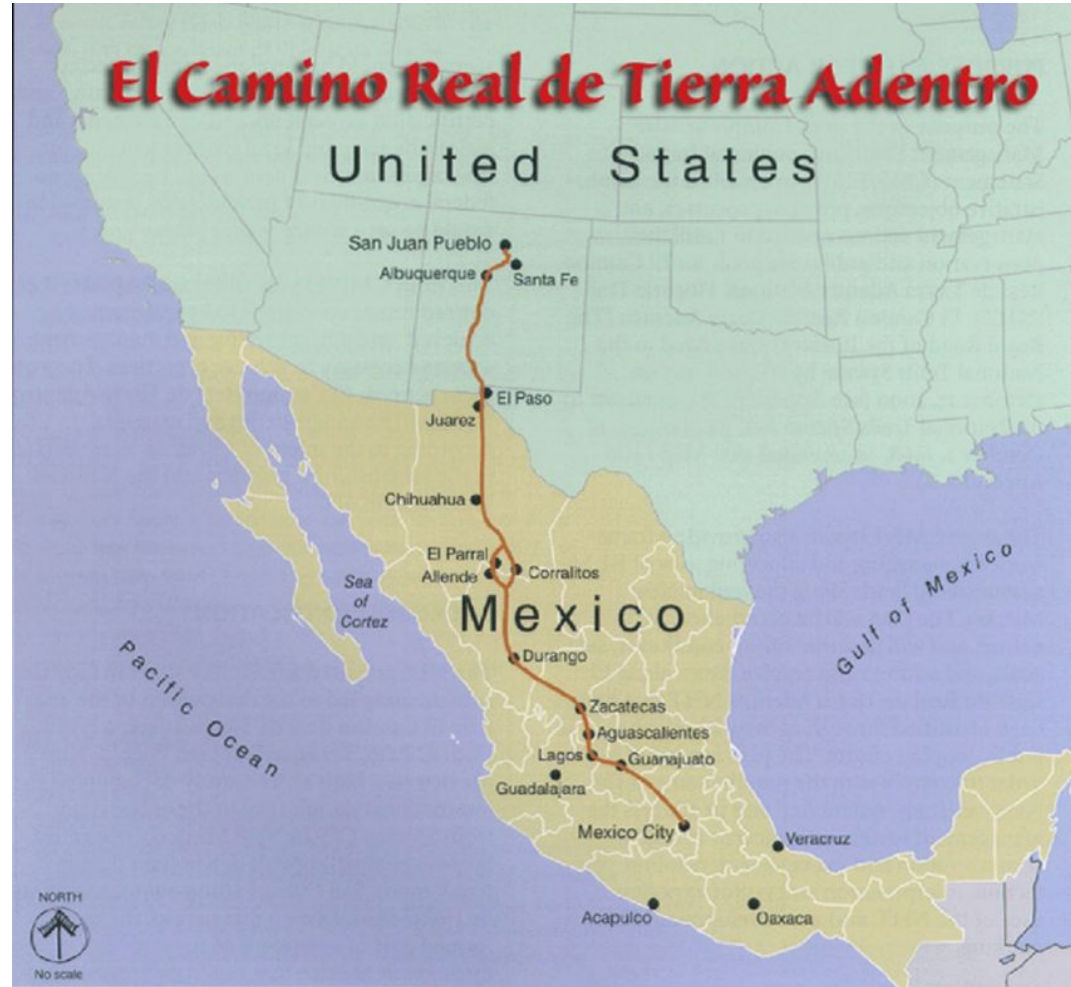 El Camino Real de Tierra Adentro
United States
San Juan Pueblo
Albuquerque
Santa Fe
El Paso
Juarez
Chihuahua
El Parral
Allende
Corralitos
Sea
of
Cortez
Mexico
Gulf of Mexico
Pacific Ocean
Durango
Zacatecas
Aguascalientes
Lagos
Guanajuato
Guadalajara
Mexico City
Veracruz
Acapulco
Oaxaca
NORTH
No scale